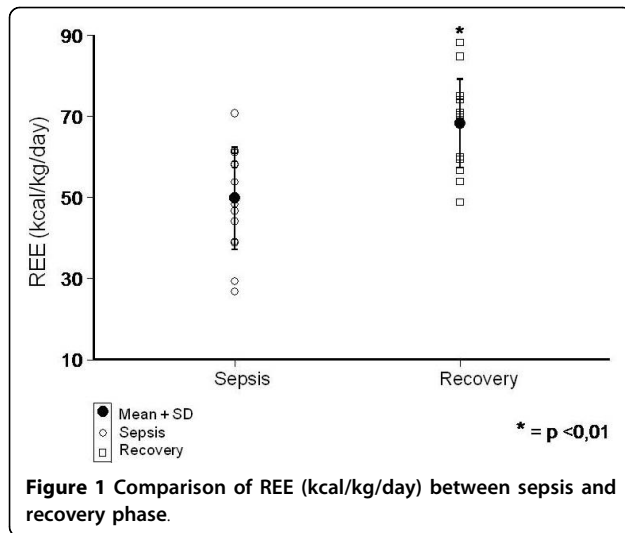 90
*
70
50
30
10
REE (kcal/kg/day)
Sepsis Recovery
Mean + SD
Sepsis
Recovery
* = p <0,01
Figure 1 Comparison of REE (kcal/kg/day) between sepsis and
recovery phase.